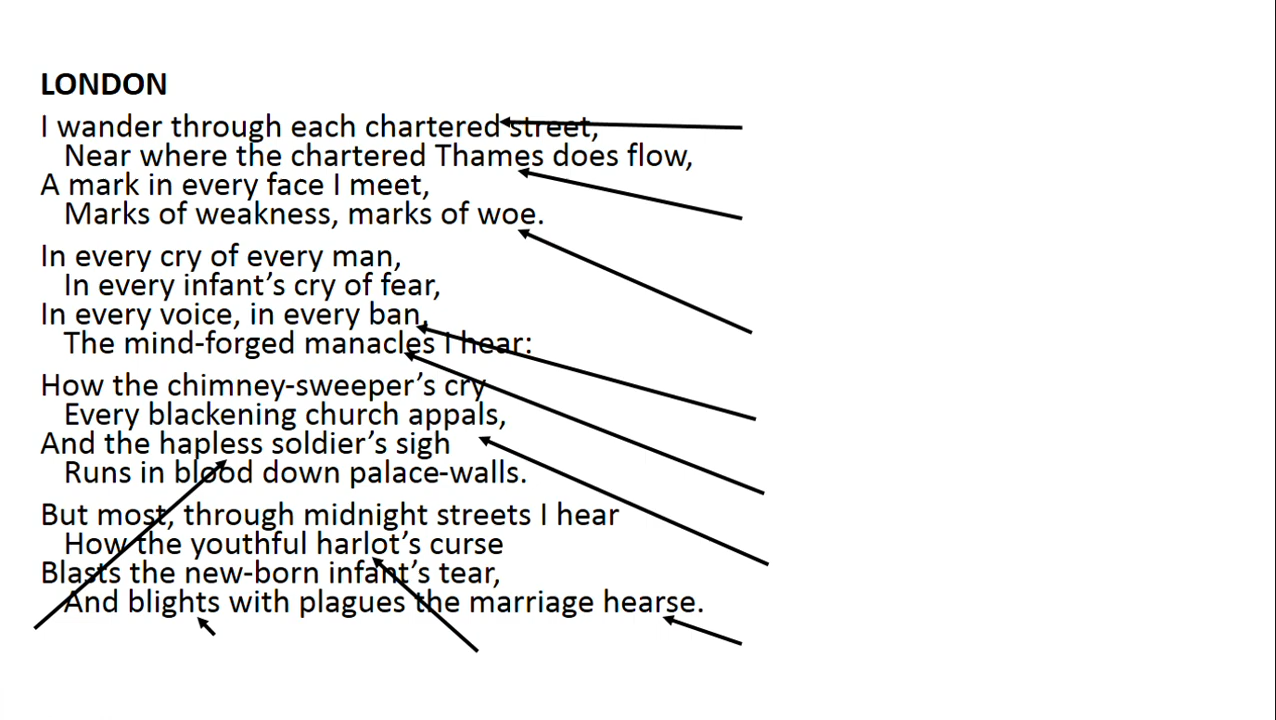 LONDON
I wander through each chartered street,
Near where the chartered Thames does flow,
A mark in every face I meet,
Marks of weakness, marks of woe.
In every cry of every man,
In every infant’s cry of fear,
In every voice, in every ban,
The mind-forged manacles I hear:
How the chimney-sweeper’s cry
Every blackening church appals,
And the hapless soldier’s sigh
Runs in blood down palace-walls.
But most, through midnight streets I hear
How the youthful harlot’s curse
Blasts the new-born infant’s tear,
And blights with plagues the marriage hearse.